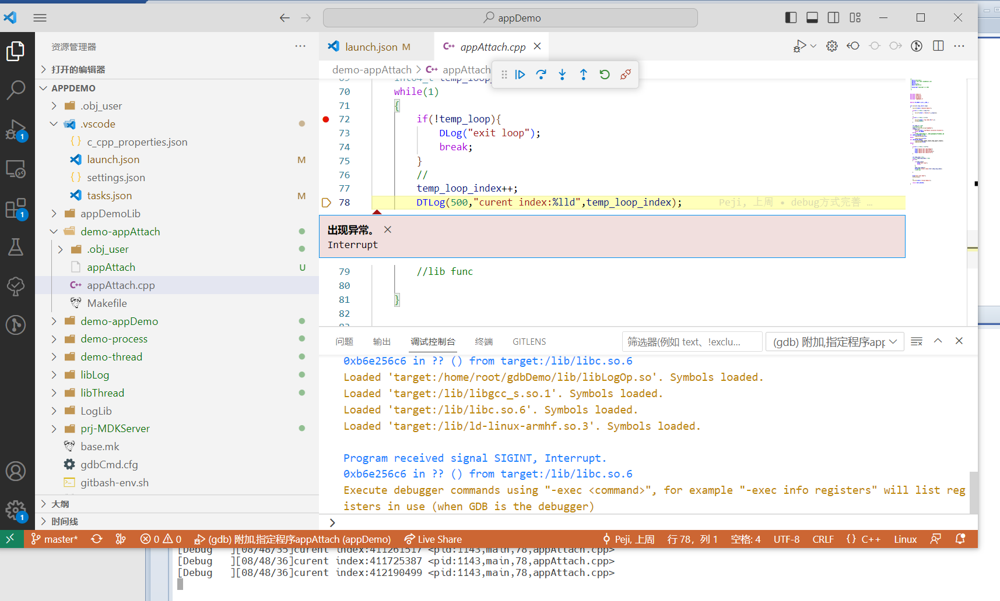 appDemo
资源管理器
打开的编辑器
APPDEMO
.obj_user
.vscode
c_cpp_properties.json
launch.json M
settings.json
tasks.json M
appDemoLib
demo-appAttach
.obj_user
appAttach U
appAttach.cpp
Makefile
demo-appDemo
demo-process
demo-thread
libLog
libThread
LogLib
prj-MDKServer
base.mk
gdbCmd.cfg
gitbash-env.sh
大纲
时间线
1
1
1
launch.json M
appAttach.cpp
demo-appAttach > appAttach
70 while(1)
71 {
72 if(!temp_loop){
73 DLog("exit loop");
74 break;
75 }
76 //
77 temp_loop_index++;
78 DTLog(500,"curent index:%lld",temp_loop_index); Peji, 上周 • debug方式完善 …
出现异常。
Interrupt
79 //lib func
80
81 }
82
问题 输出 调试控制台 终端 GITLENS
筛选器(例如 text、!exclu...
(gdb) 附加,指定程序app
0xb6e256c6 in ?? () from target:/lib/libc.so.6
Loaded 'target:/home/root/gdbDemo/lib/libLogOp.so'. Symbols loaded.
Loaded 'target:/lib/libgcc_s.so.1'. Symbols loaded.
Loaded 'target:/lib/libc.so.6'. Symbols loaded.
Loaded 'target:/lib/ld-linux-armhf.so.3'. Symbols loaded.
Program received signal SIGINT, Interrupt.
0xb6e256c6 in ?? () from target:/lib/libc.so.6
Execute debugger commands using "-exec <command>", for example "-exec info registers" will list reg
isters in use (when GDB is the debugger)
>
master* 0 0 (gdb) 附加,指定程序appAttach (appDemo) Live Share Peji, 上周 行 78，列 1 空格: 4 UTF-8 CRLF {} C++ Linux
[Debug ][08/48/35]curent index:411261517 <pid:1143,main,78,appAttach.cpp>
[Debug ][08/48/36]curent index:411725387 <pid:1143,main,78,appAttach.cpp>
[Debug ][08/48/36]curent index:412190499 <pid:1143,main,78,appAttach.cpp>